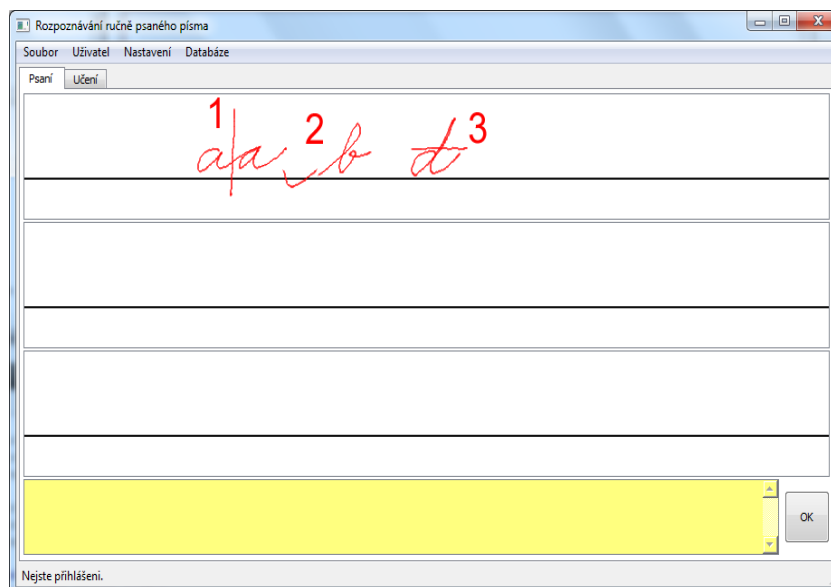 Rozpoznávání ručně psaného písma
Soubor Uživatel Nastavení Databáze
Psaní Učení
1 2 3
a a b d
OK
Nejste přihlášeni.